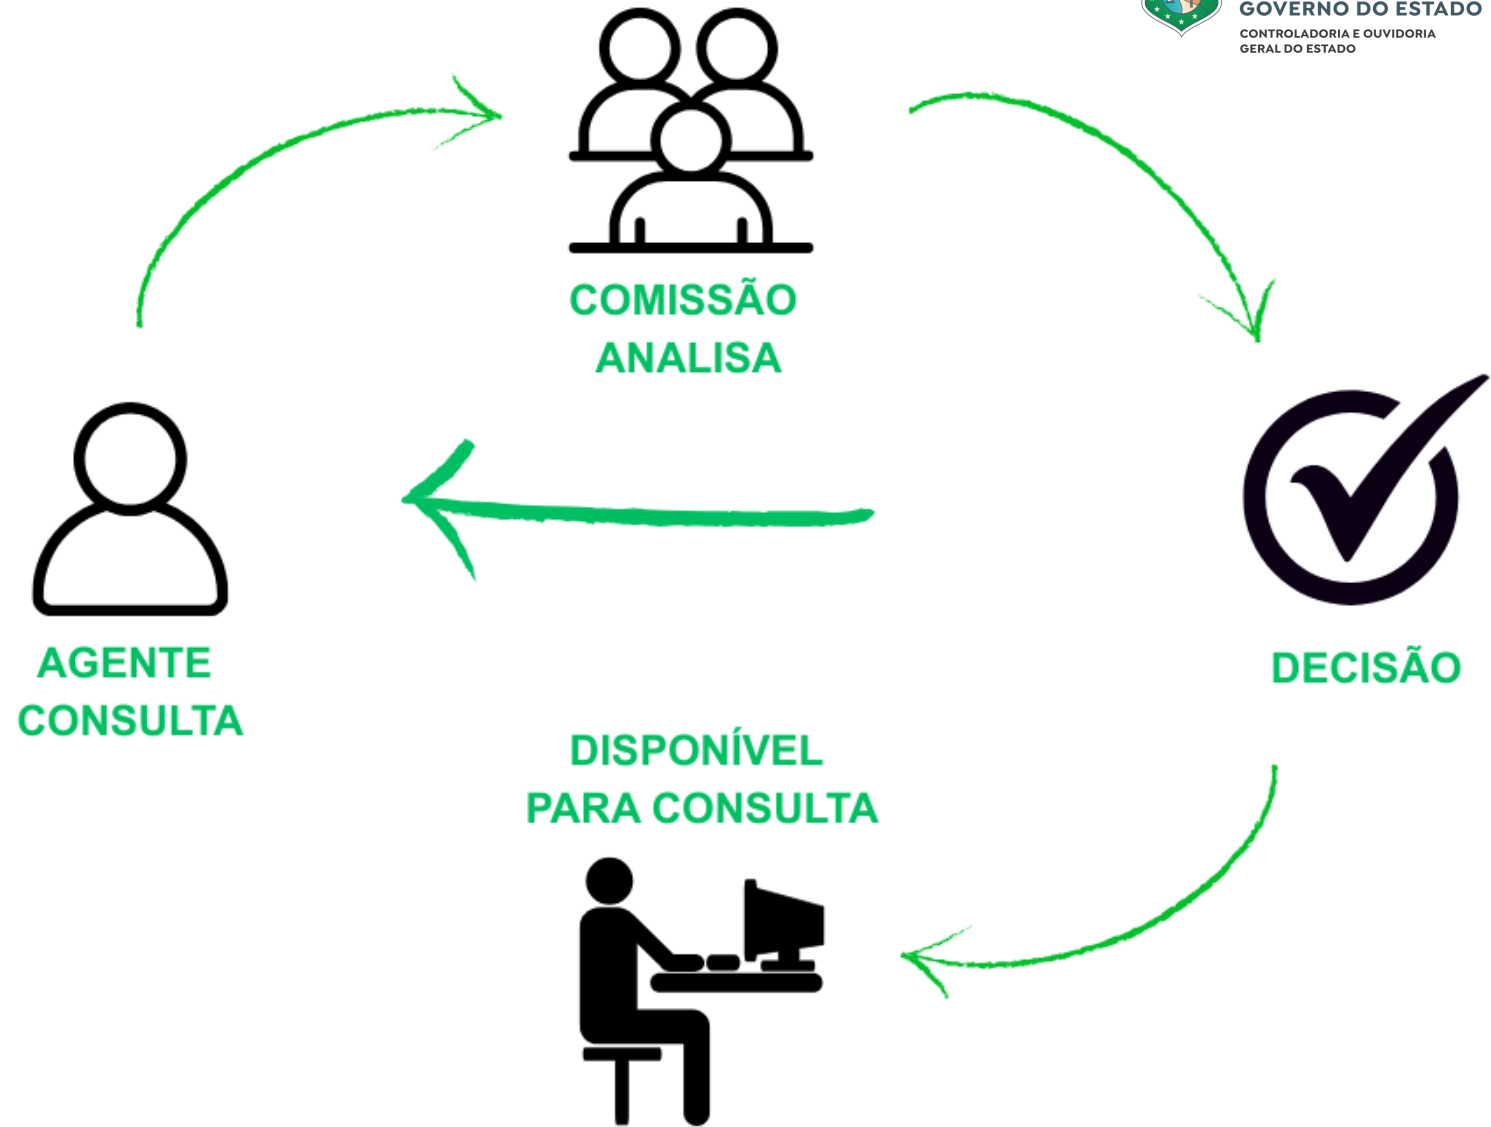 GOVERNO DO ESTADO
CONTROLADORIA E OUVIDORIA
GERAL DO ESTADO
COMISSÃO
ANALISA
AGENTE
CONSULTA
DECISÃO
DISPONÍVEL
PARA CONSULTA